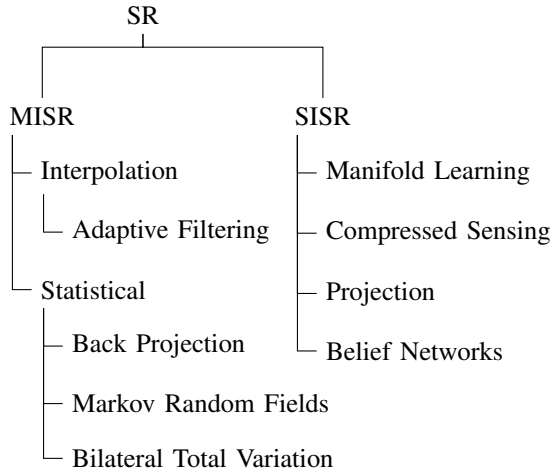 SR
MISR
Interpolation
Adaptive Filtering
Statistical
Back Projection
Markov Random Fields
Bilateral Total Variation
SISR
Manifold Learning
Compressed Sensing
Projection
Belief Networks